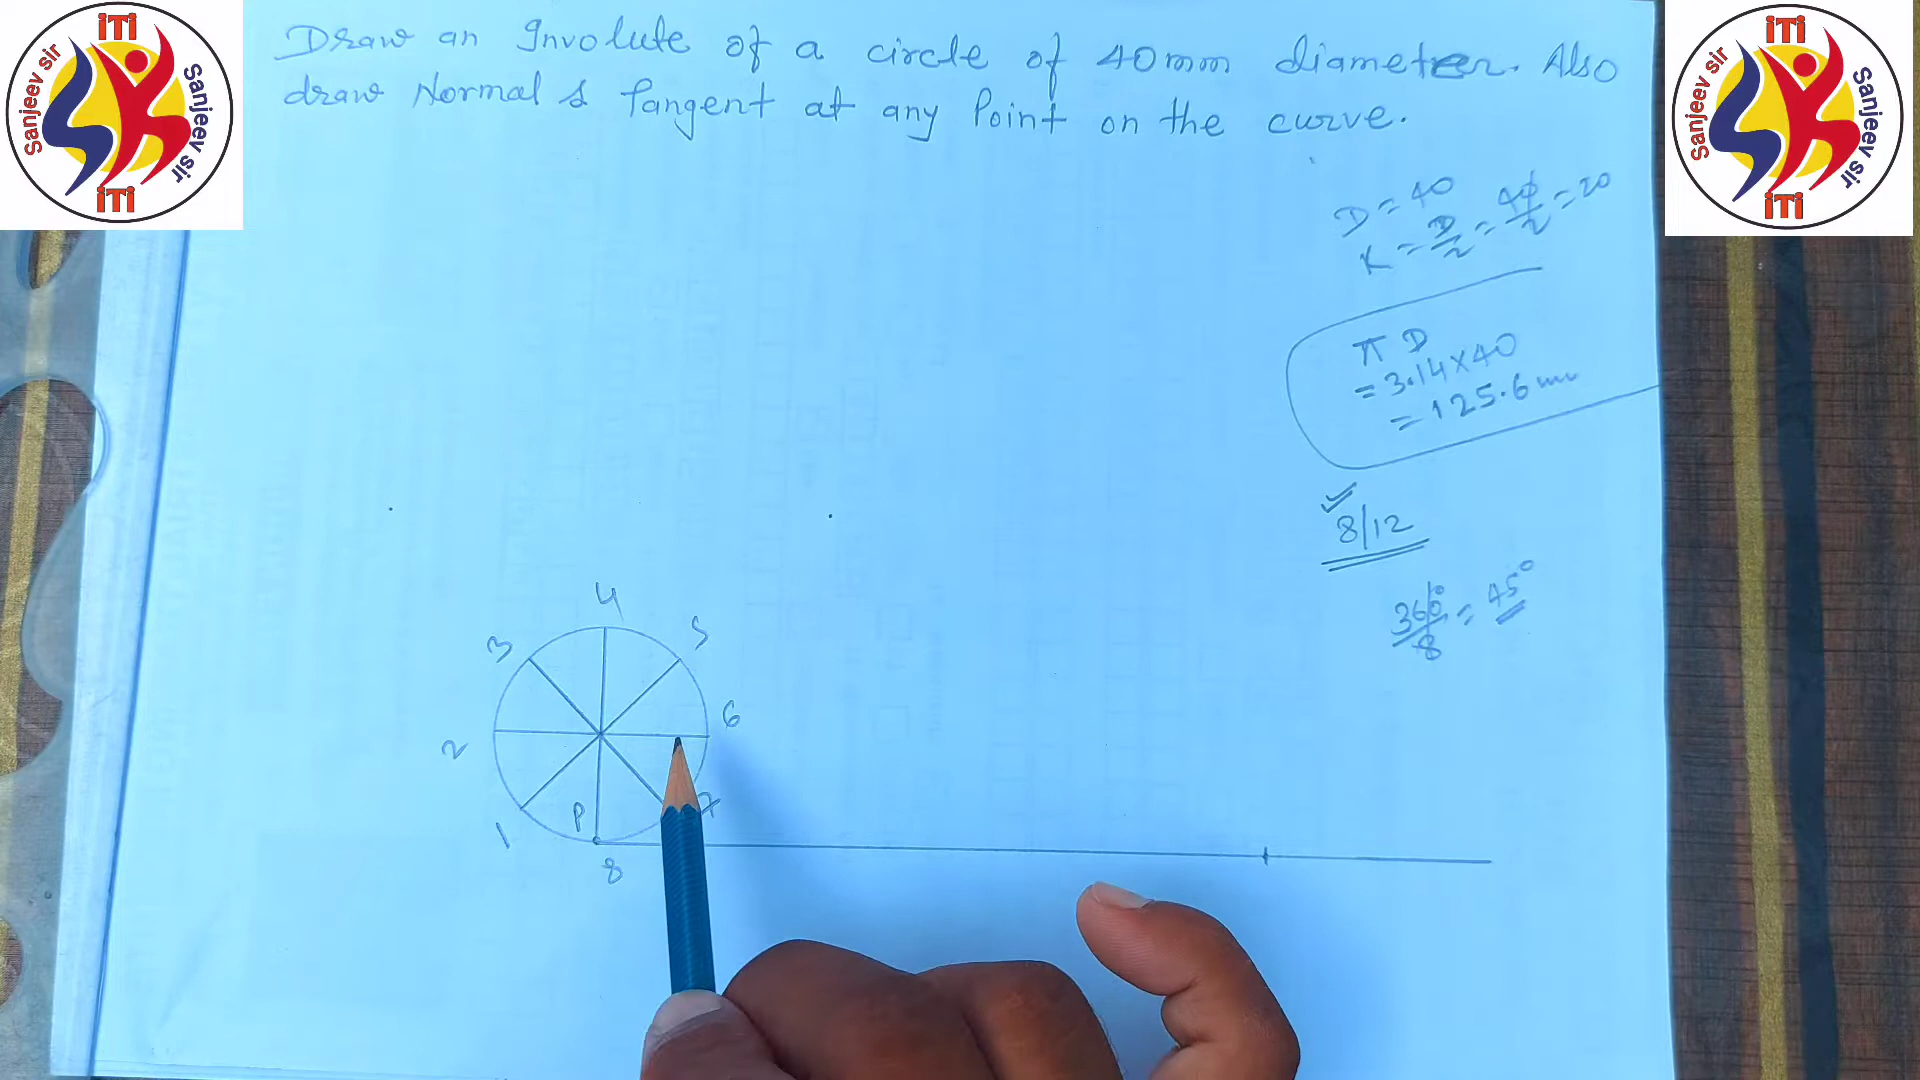 Draw an Involute of a circle of 40mm diameter. Also
draw Normal & Tangent at any Point on the curve.
iTi
Sanjeev sir
Sanjeev sir
iTi
iTi
Sanjeev sir
Sanjeev sir
iTi
D = 40
R = D/2 = 40/2 = 20
π D
= 3.14×40
= 125.6 mm
8/12
360°/8 = 45°
4
3
5
6
2
P
7
1
8